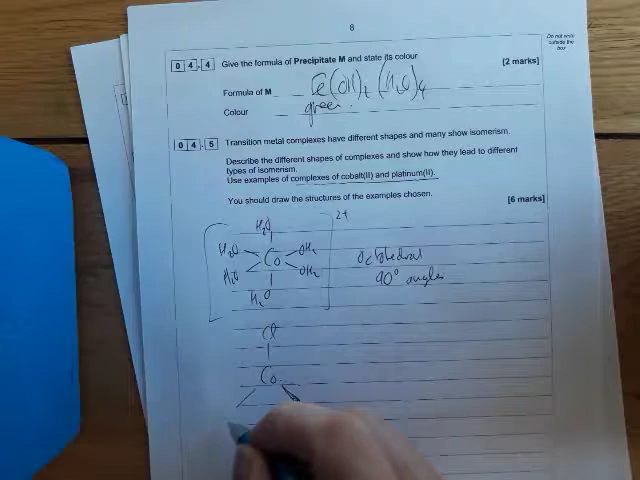 8
Do not write
outside the
box
0 4 . 4 Give the formula of Precipitate M and state its colour
[2 marks]
Formula of M Fe(OH)2 (H2O)4
Colour green.
0 4 . 5 Transition metal complexes have different shapes and many show isomerism.
Describe the different shapes of complexes and show how they lead to different
types of isomerism.
Use examples of complexes of cobalt(II) and platinum(II).
You should draw the structures of the examples chosen.
[6 marks]
2+
H2O
H2O OH2
Co
H2O OH2
H2O
octahedral
90° angles
Cl
Co